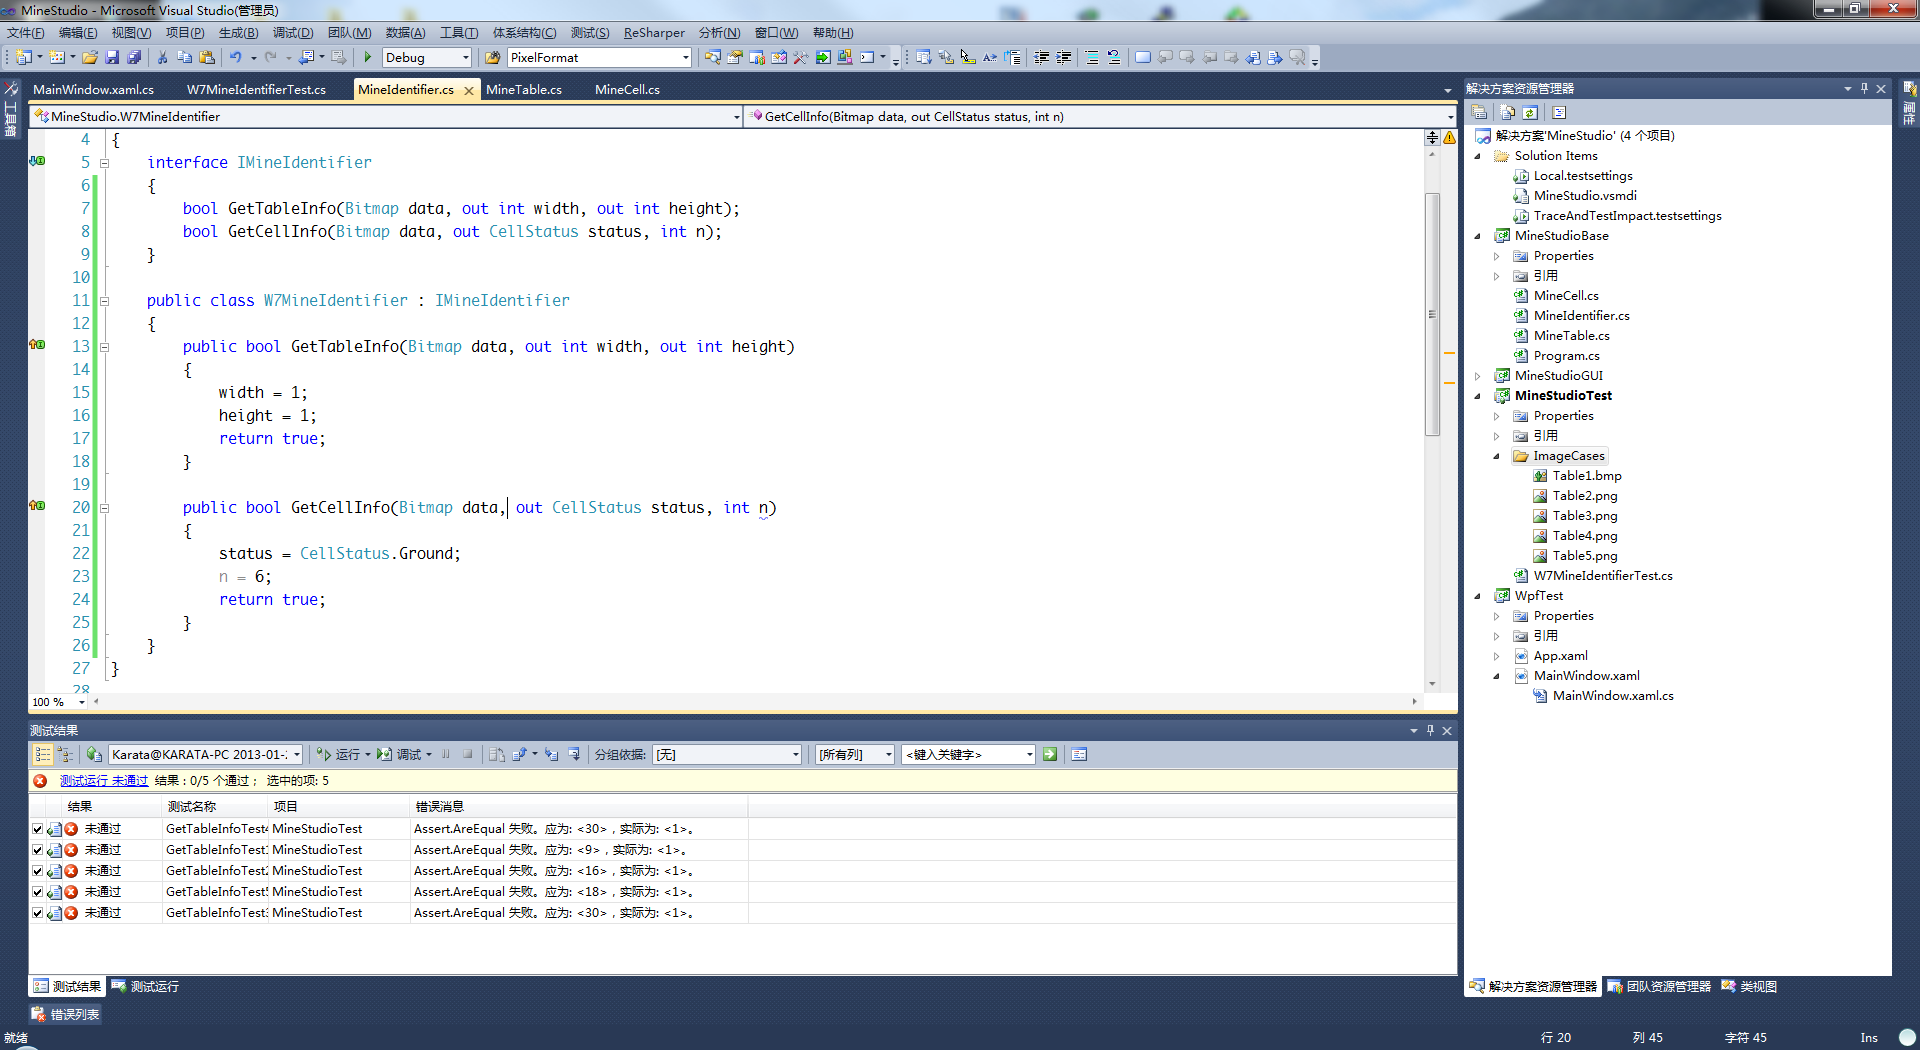 MineStudio - Microsoft Visual Studio(管理员)
文件(F) 编辑(E) 视图(V) 项目(P) 生成(B) 调试(D) 团队(M) 数据(A) 工具(T) 体系结构(C) 测试(S) ReSharper 分析(N) 窗口(W) 帮助(H)
Debug PixelFormat
工具箱
MainWindow.xaml.cs W7MineIdentifierTest.cs MineIdentifier.cs MineTable.cs MineCell.cs
MineStudio.W7MineIdentifier GetCellInfo(Bitmap data, out CellStatus status, int n)
4 {
5 interface IMineIdentifier
6 {
7 bool GetTableInfo(Bitmap data, out int width, out int height);
8 bool GetCellInfo(Bitmap data, out CellStatus status, int n);
9 }
10
11 public class W7MineIdentifier : IMineIdentifier
12 {
13 public bool GetTableInfo(Bitmap data, out int width, out int height)
14 {
15 width = 1;
16 height = 1;
17 return true;
18 }
19
20 public bool GetCellInfo(Bitmap data, out CellStatus status, int n)
21 {
22 status = CellStatus.Ground;
23 n = 6;
24 return true;
25 }
26 }
27 }
28
100 %
测试结果
Karata@KARATA-PC 2013-01- 运行 调试 分组依据: [无] [所有列] <键入关键字>
测试运行 未通过 结果：0/5 个通过； 选中的项: 5
结果 测试名称 项目 错误消息
未通过 GetTableInfoTest4 MineStudioTest Assert.AreEqual 失败。应为: <30>，实际为: <1>。
未通过 GetTableInfoTest1 MineStudioTest Assert.AreEqual 失败。应为: <9>，实际为: <1>。
未通过 GetTableInfoTest2 MineStudioTest Assert.AreEqual 失败。应为: <16>，实际为: <1>。
未通过 GetTableInfoTest5 MineStudioTest Assert.AreEqual 失败。应为: <18>，实际为: <1>。
未通过 GetTableInfoTest3 MineStudioTest Assert.AreEqual 失败。应为: <30>，实际为: <1>。
测试结果 测试运行
错误列表
解决方案资源管理器
属性
解决方案'MineStudio' (4 个项目)
Solution Items
Local.testsettings
MineStudio.vsmdi
TraceAndTestImpact.testsettings
MineStudioBase
Properties
引用
MineCell.cs
MineIdentifier.cs
MineTable.cs
Program.cs
MineStudioGUI
MineStudioTest
Properties
引用
ImageCases
Table1.bmp
Table2.png
Table3.png
Table4.png
Table5.png
W7MineIdentifierTest.cs
WpfTest
Properties
引用
App.xaml
MainWindow.xaml
MainWindow.xaml.cs
解决方案资源管理器 团队资源管理器 类视图
就绪 行 20 列 45 字符 45 Ins